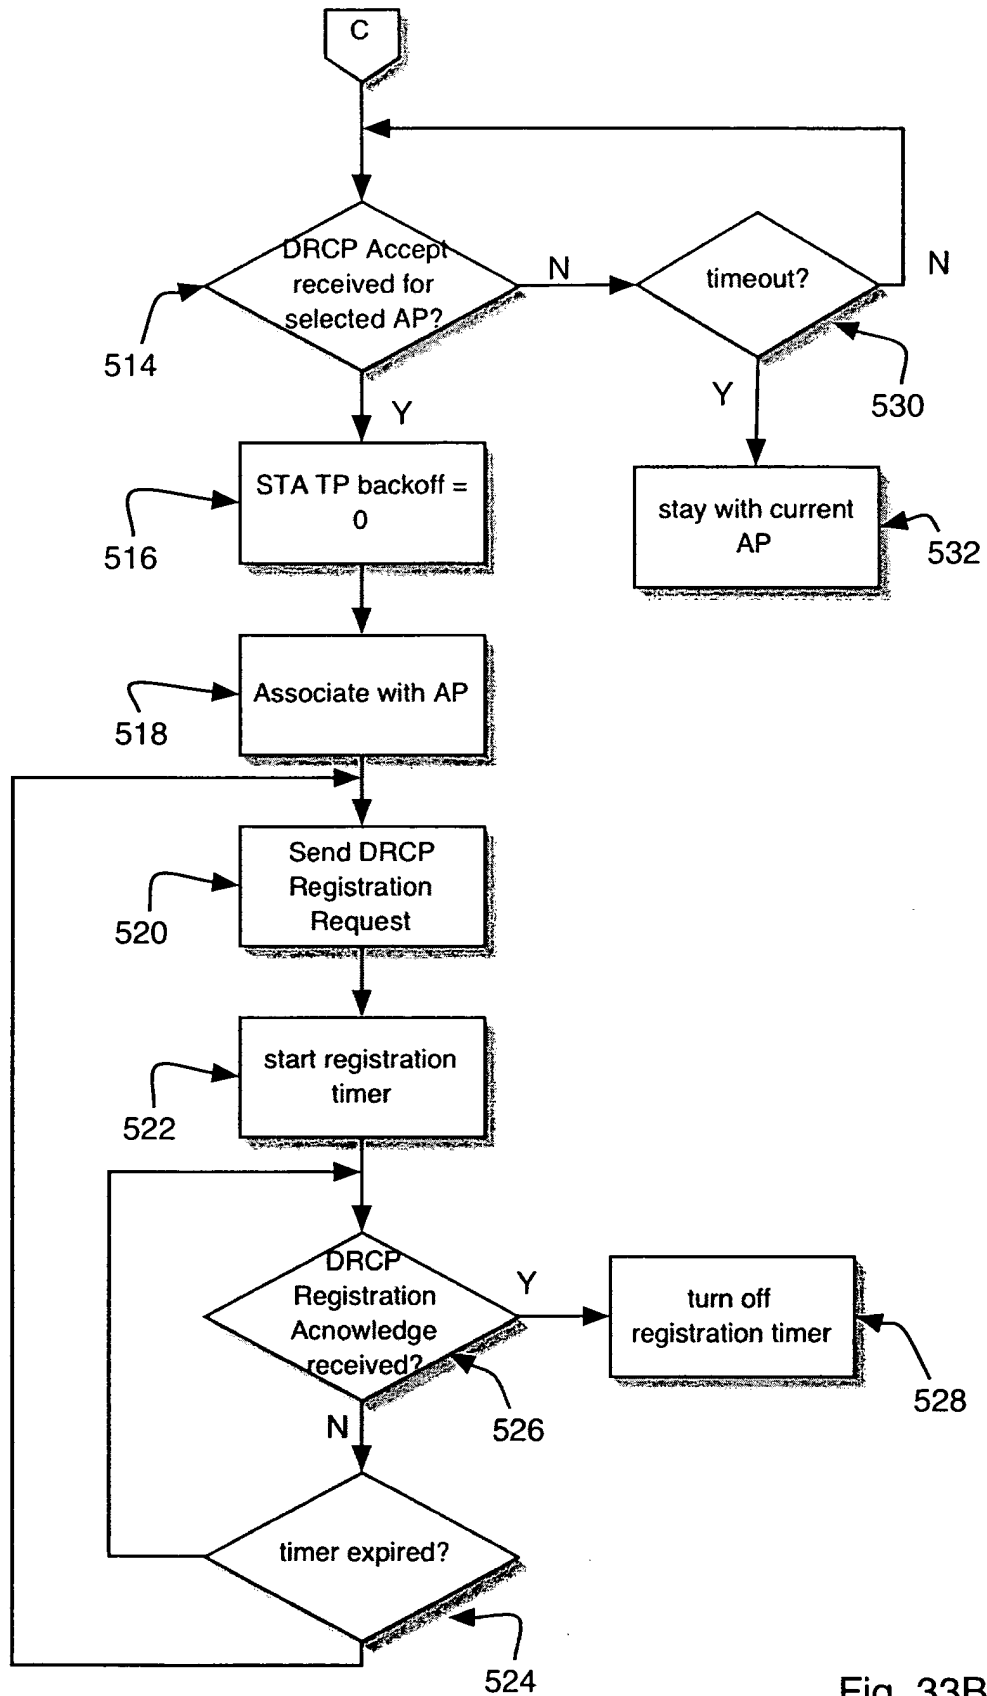 C
DRCP Accept
received for
selected AP?
N
timeout?
N
514
530
Y
Y
STA TP backoff =
0
516
stay with current
AP
532
Associate with AP
518
Send DRCP
Registration
Request
520
start registration
timer
522
DRCP
Registration
Acnowledge
received?
Y
turn off
registration timer
528
526
N
timer expired?
524
Fig. 33B